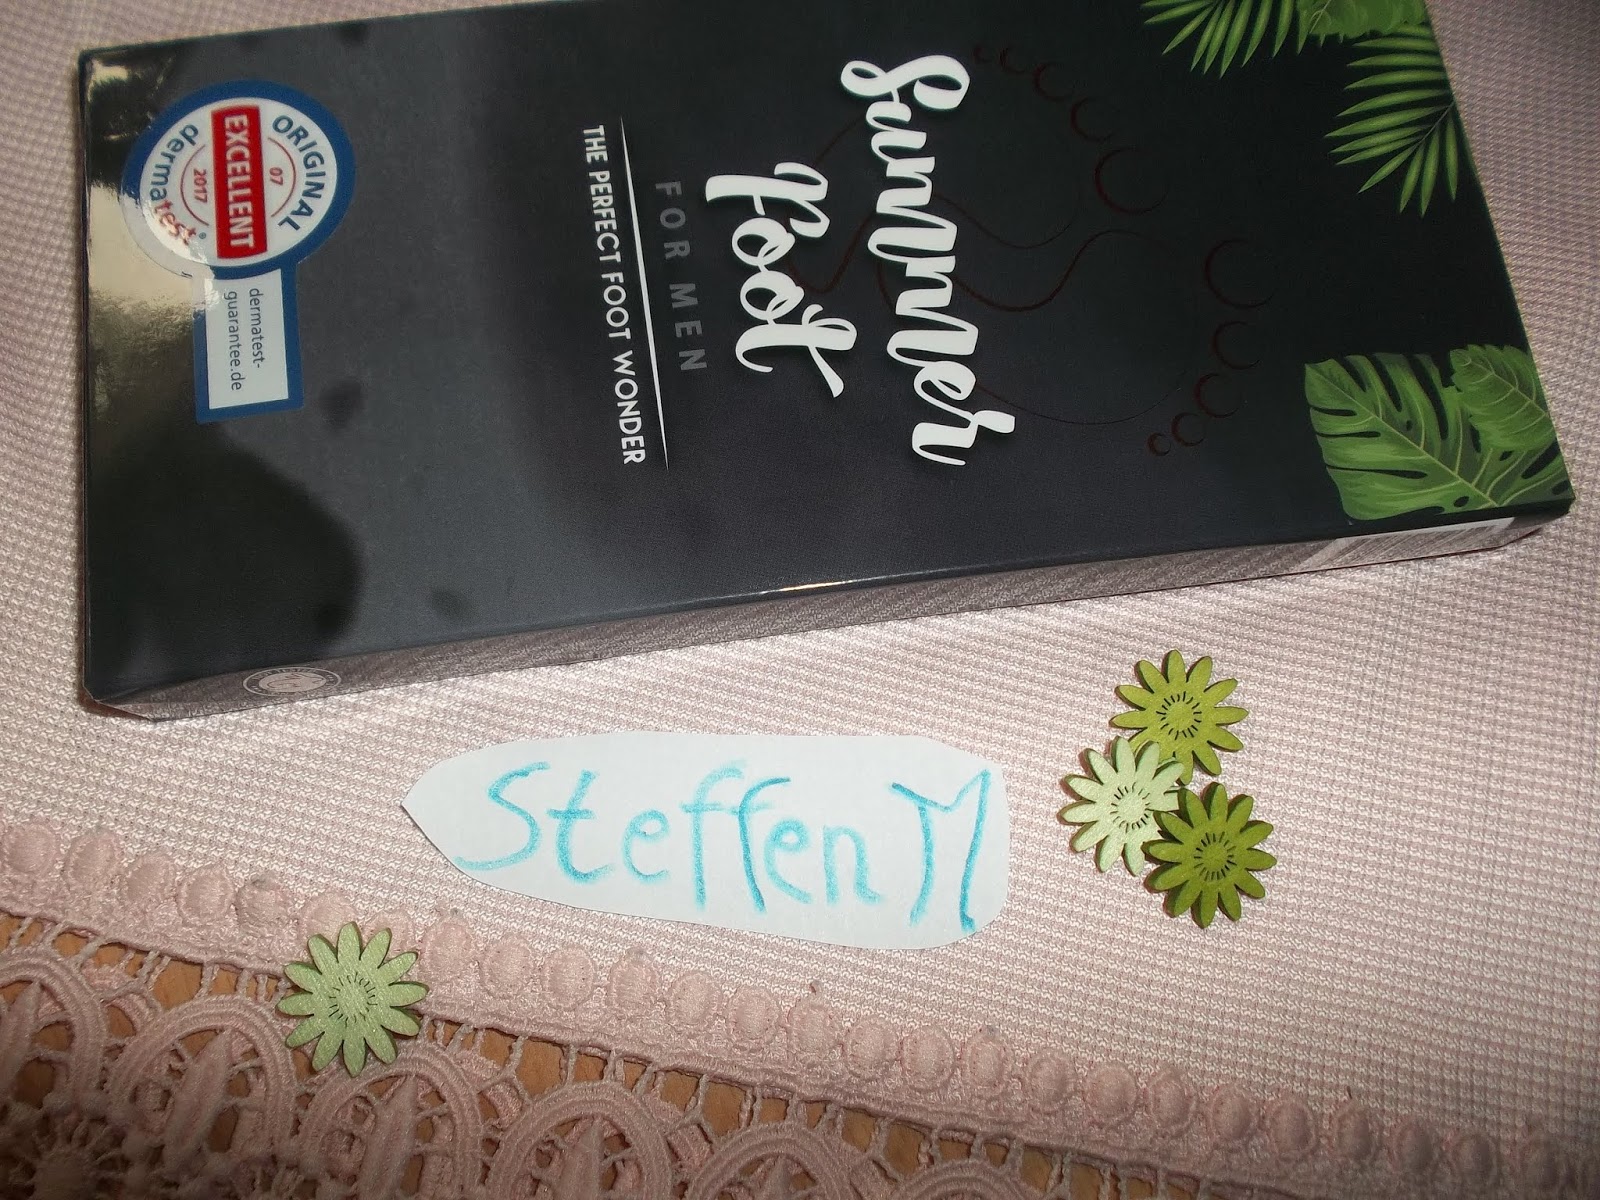 Summer
Foot
FOR MEN
THE PERFECT FOOT WONDER
ORIGINAL
07
EXCELLENT
2017
dermatest®
dermatest-
guarantee.de
Steffen M